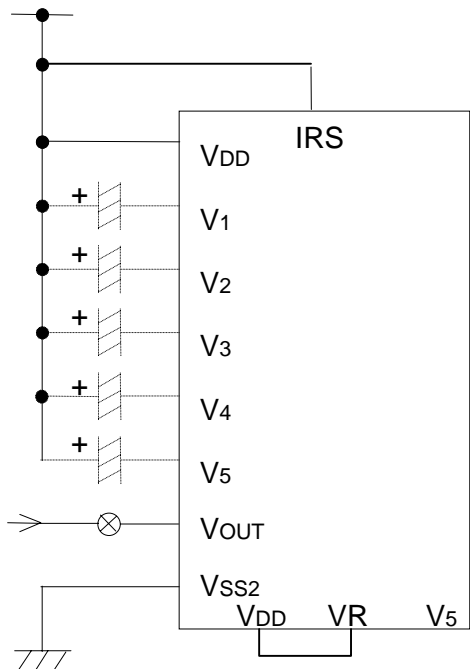 IRS
VDD
+ V1
+ V2
+ V3
+ V4
+ V5
VOUT
VSS2
VDD VR V5